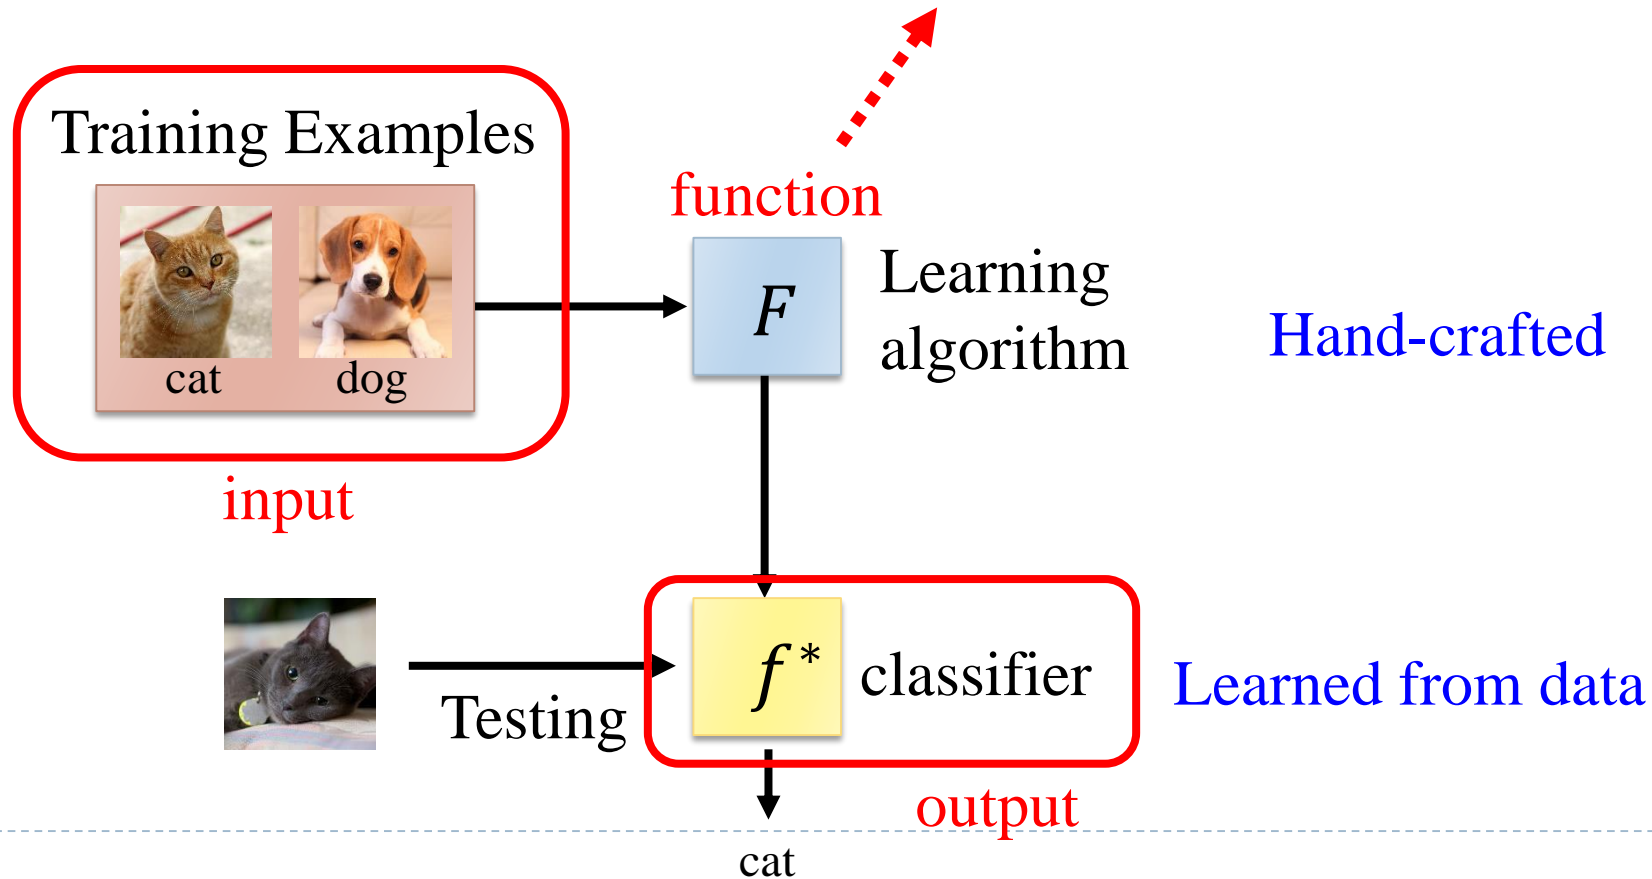 Training Examples
function
cat
dog
F
Learning
algorithm
Hand-crafted
input
Testing
f*
classifier
Learned from data
output
cat